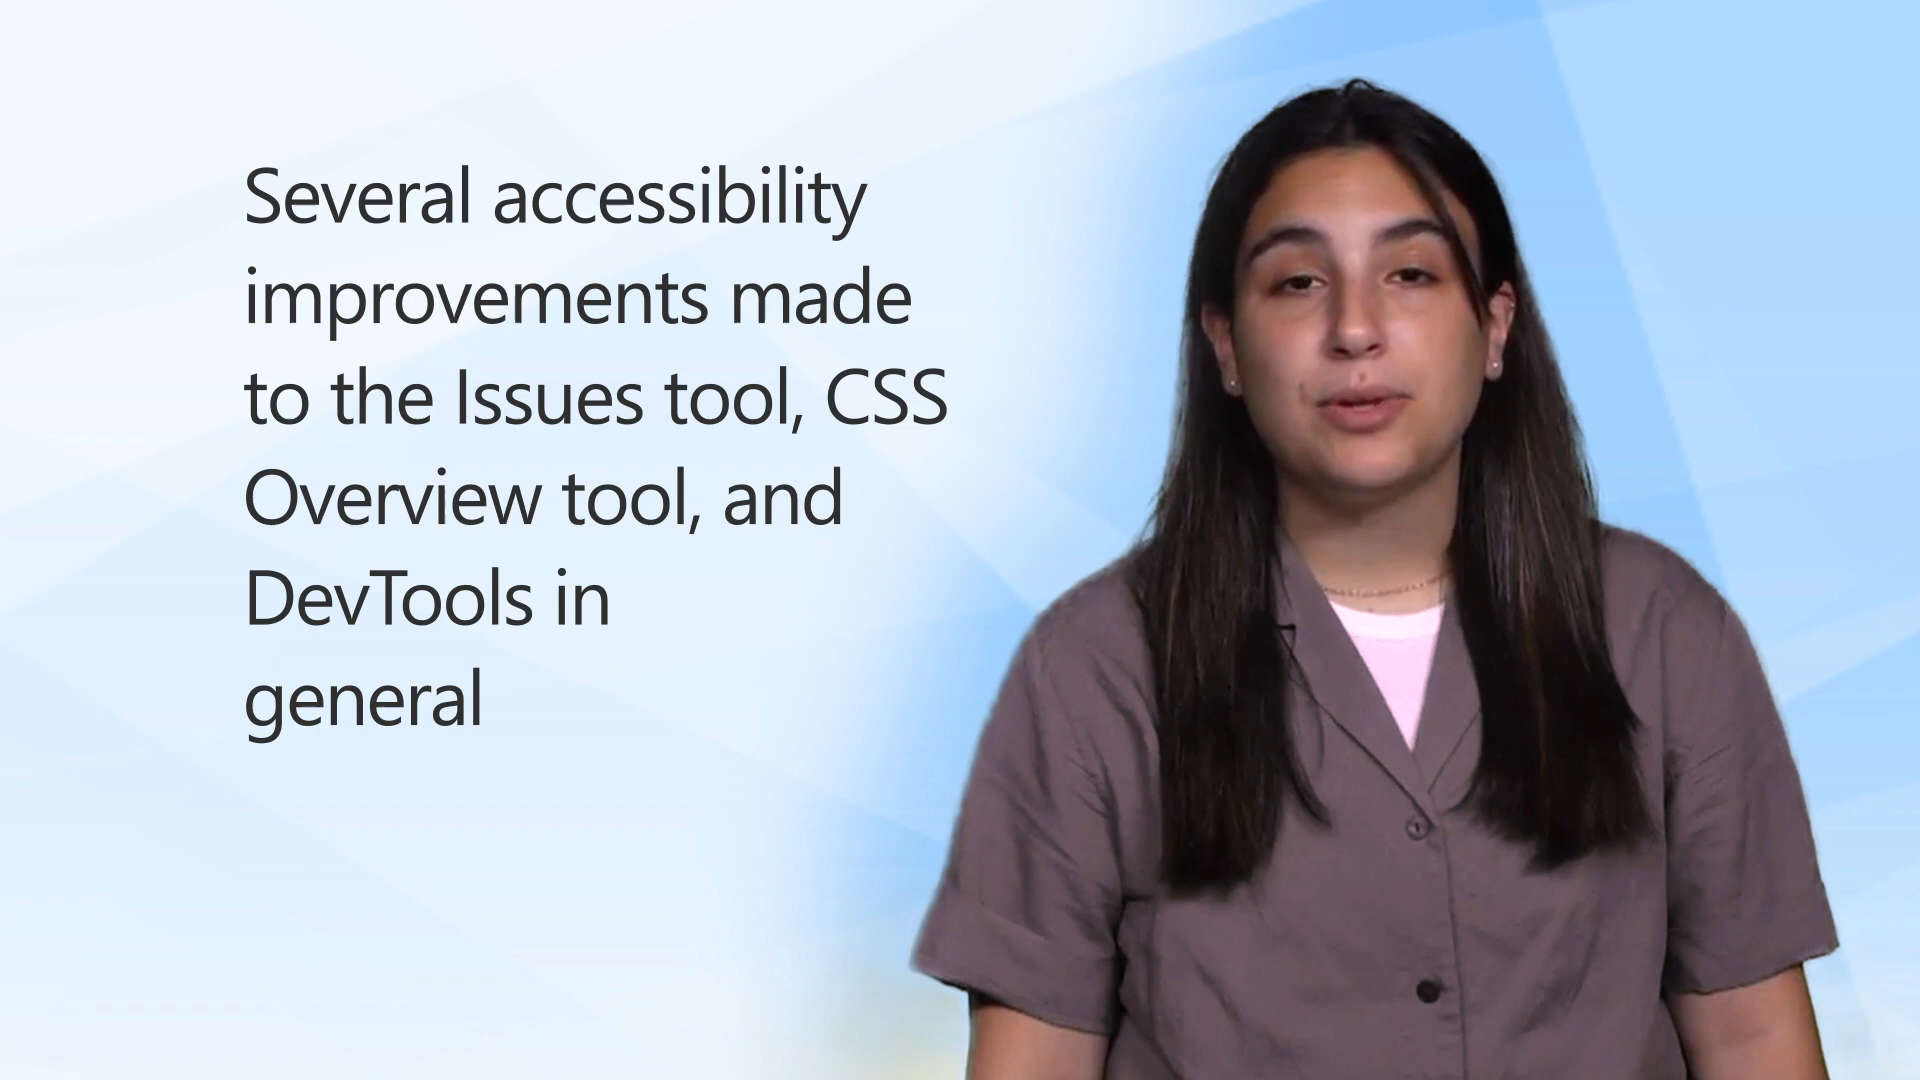 Several accessibility
improvements made
to the Issues tool, CSS
Overview tool, and
DevTools in
general